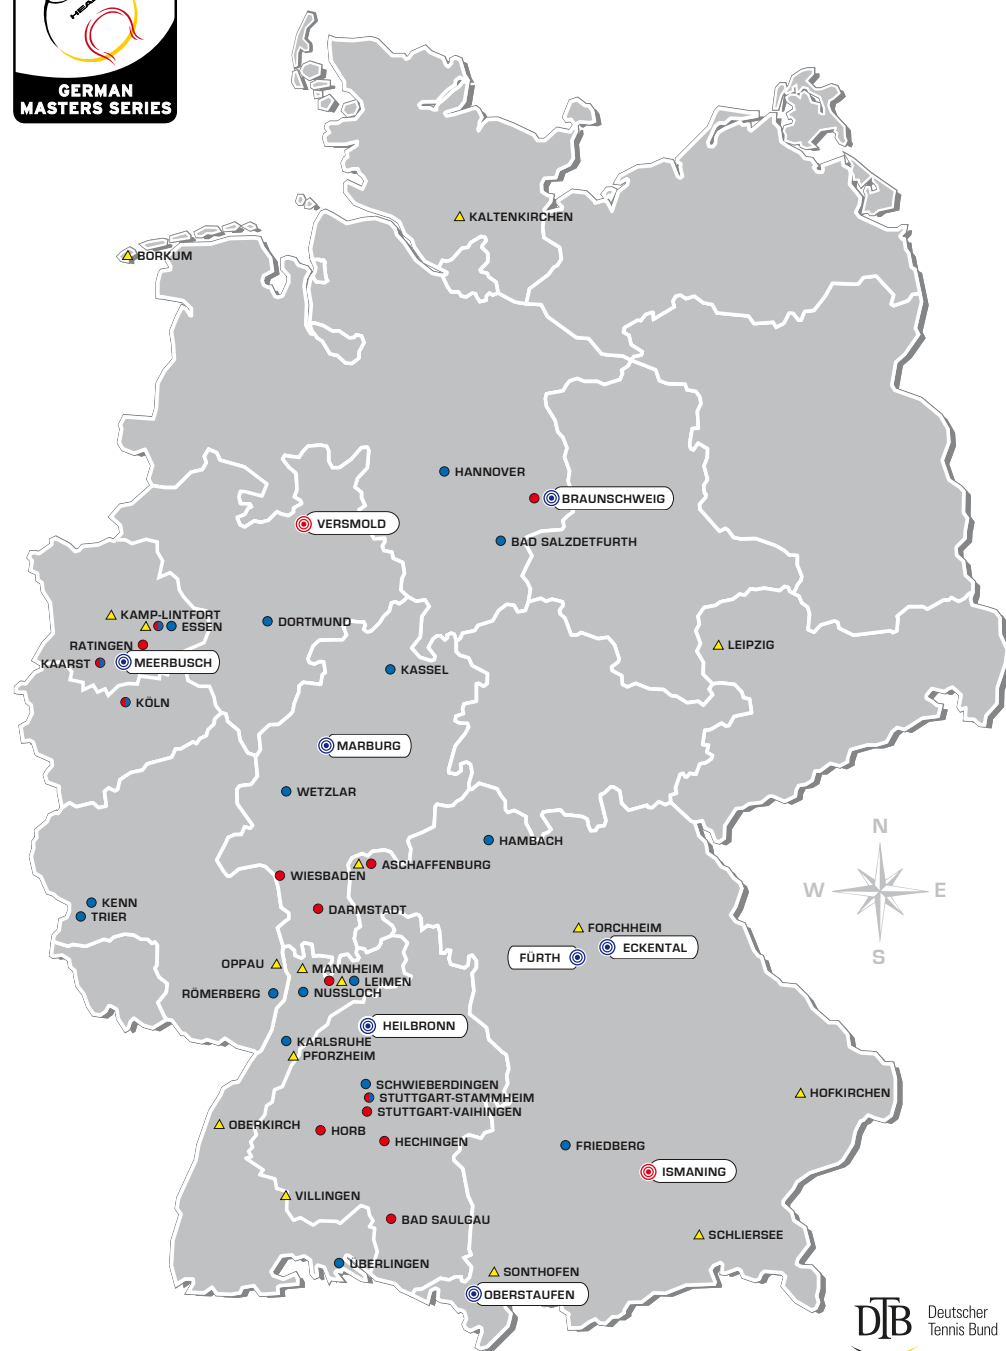 GERMAN
MASTERS SERIES
KALTENKIRCHEN
BORKUM
HANNOVER
BRAUNSCHWEIG
VERSMOLD
BAD SALZDETFURTH
KAMP-LINTFORT
ESSEN
DORTMUND
RATINGEN
LEIPZIG
KAARST
MEERBUSCH
KASSEL
KÖLN
MARBURG
WETZLAR
N
HAMBACH
ASCHAFFENBURG
WIESBADEN
W
E
KENN
DARMSTADT
TRIER
FORCHHEIM
ECKENTAL
FÜRTH
S
OPPAU
MANNHEIM
LEIMEN
RÖMERBERG
NUSSLOCH
HEILBRONN
KARLSRUHE
PFORZHEIM
SCHWIEBERDINGEN
HOFKIRCHEN
STUTTGART-STAMMHEIM
STUTTGART-VAIHINGEN
OBERKIRCH
HORB
HECHINGEN
FRIEDBERG
ISMANING
VILLINGEN
BAD SAULGAU
SCHLIERSEE
ÜBERLINGEN
SONTHOFEN
OBERSTAUFEN
DTB
Deutscher
Tennis Bund